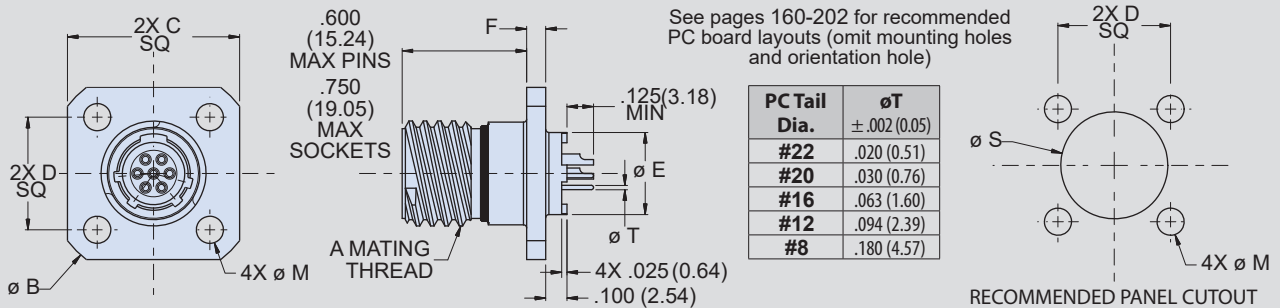 2X C
SQ
2X D
SQ
ø B
4X ø M
.600
(15.24)
MAX PINS
.750
(19.05)
MAX
SOCKETS
F
.125(3.18)
MIN
ø E
ø T
A MATING
THREAD
4X .025 (0.64)
.100 (2.54)
See pages 160-202 for recommended
PC board layouts (omit mounting holes
and orientation hole)
PC Tail Dia. øT ± .002 (0.05)
#22 .020 (0.51)
#20 .030 (0.76)
#16 .063 (1.60)
#12 .094 (2.39)
#8 .180 (4.57)
2X D
SQ
ø S
4X ø M
RECOMMENDED PANEL CUTOUT